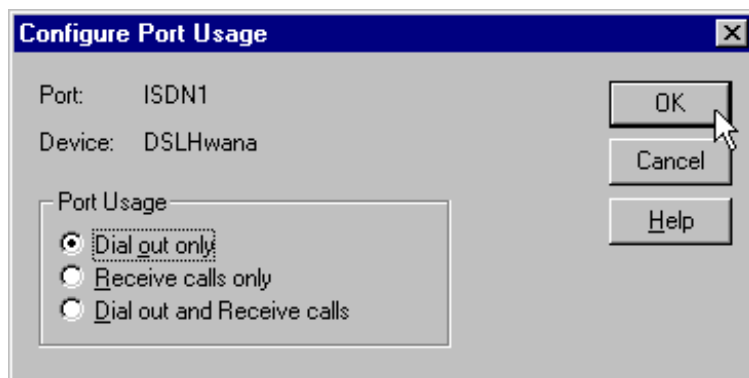 Configure Port Usage
Port: ISDN1
Device: DSLHwana
Port Usage
Dial out only
Receive calls only
Dial out and Receive calls
OK
Cancel
Help